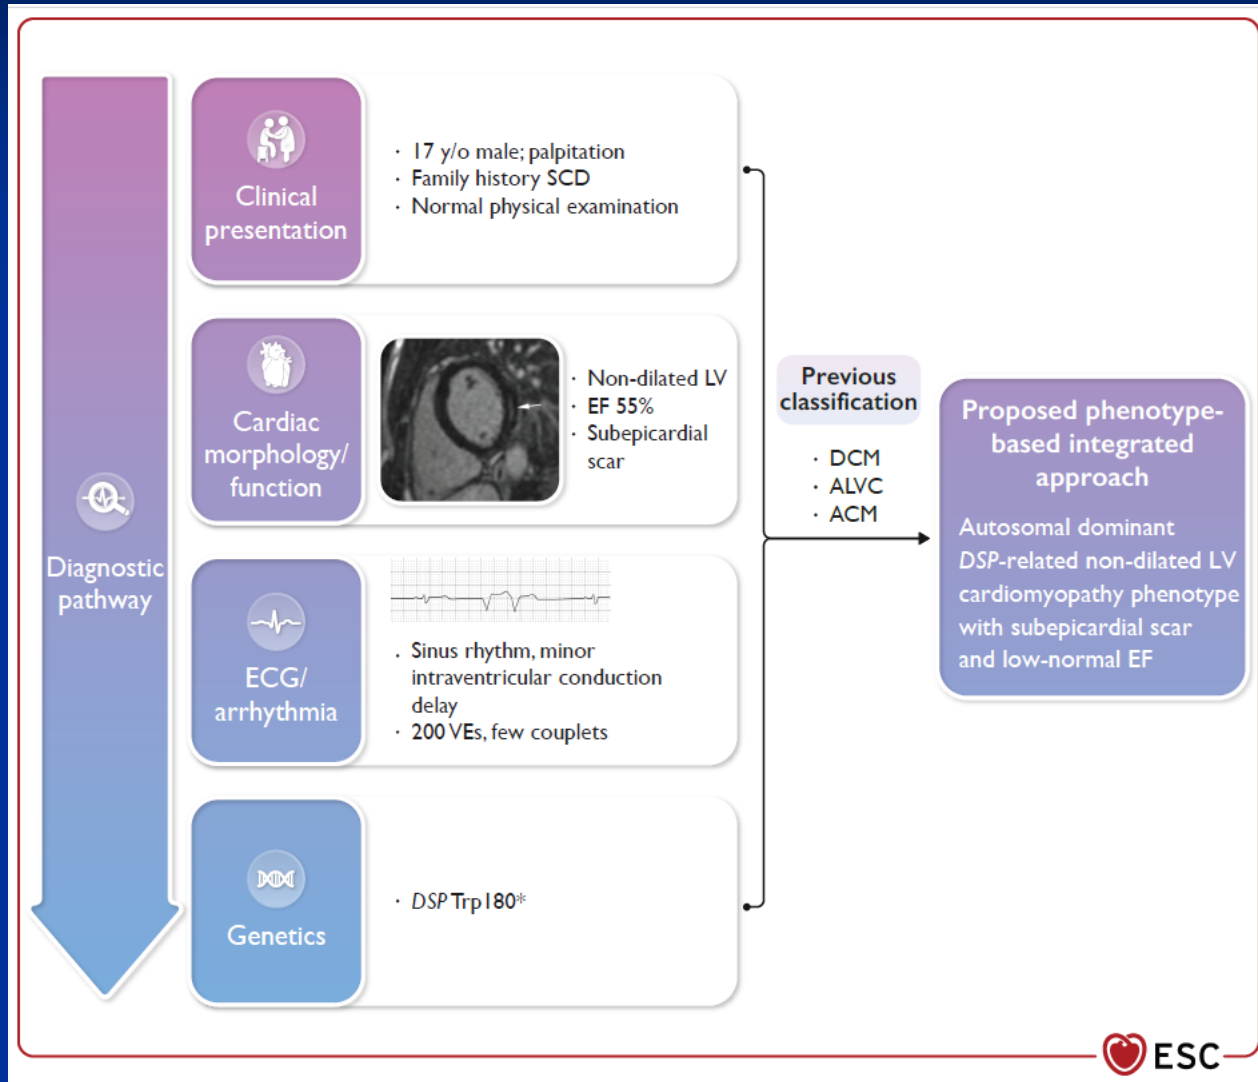 Diagnostic
pathway
Clinical
presentation
· 17 y/o male; palpitation
· Family history SCD
· Normal physical examination
Cardiac
morphology/
function
· Non-dilated LV
· EF 55%
· Subepicardial
scar
ECG/
arrhythmia
. Sinus rhythm, minor
intraventricular conduction
delay
· 200 VEs, few couplets
Genetics
· DSP Trp180*
Previous
classification
· DCM
· ALVC
· ACM
Proposed phenotype-
based integrated
approach
Autosomal dominant
DSP-related non-dilated LV
cardiomyopathy phenotype
with subepicardial scar
and low-normal EF
ESC